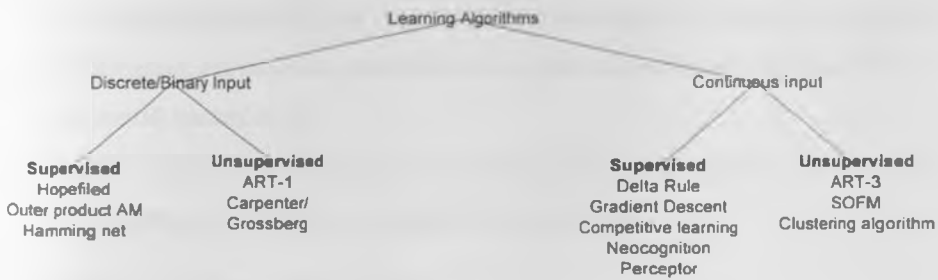 Learning Algorithms
Discrete/Binary Input
Continuous input
Supervised
Hopefiled
Outer product AM
Hamming net
Unsupervised
ART-1
Carpenter/
Grossberg
Supervised
Delta Rule
Gradient Descent
Competitive learning
Neocognition
Perceptor
Unsupervised
ART-3
SOFM
Clustering algorithm